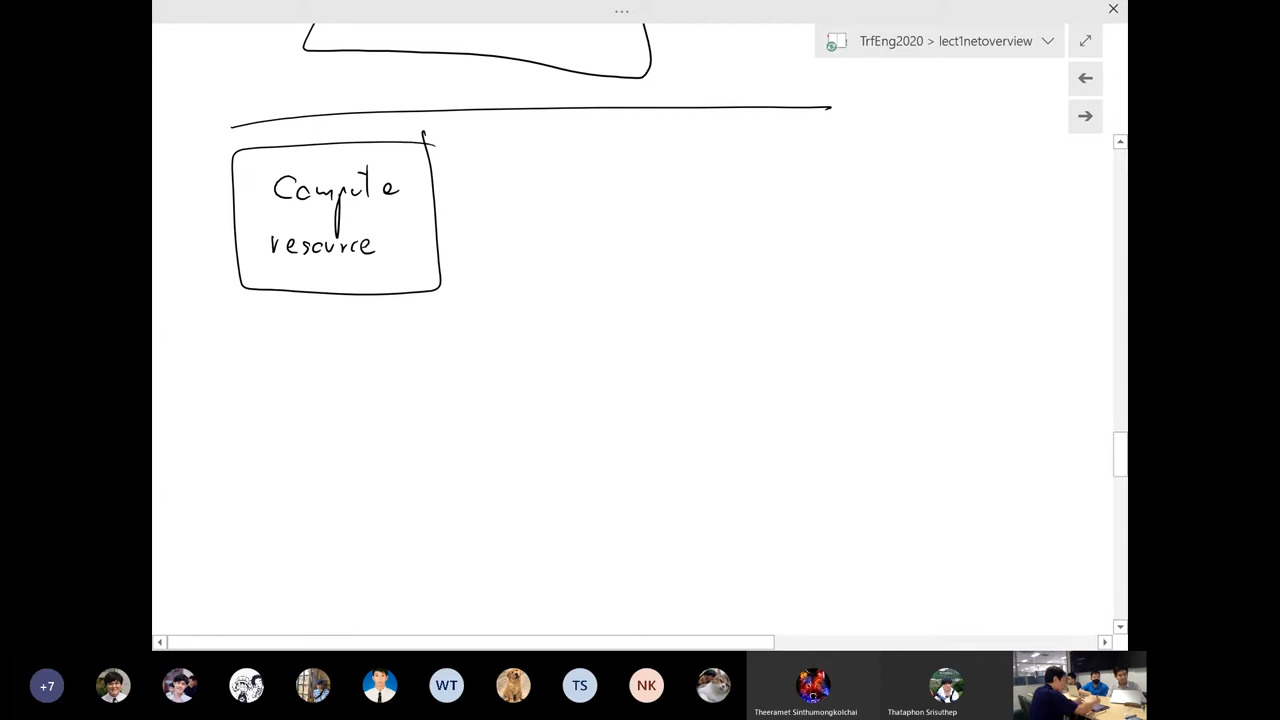 ...
TrfEng2020 > lect1netoverview
Compute
resource
+7
WT
TS
NK
Theeramet Sinthumongkolchai
Thataphon Srisuthep